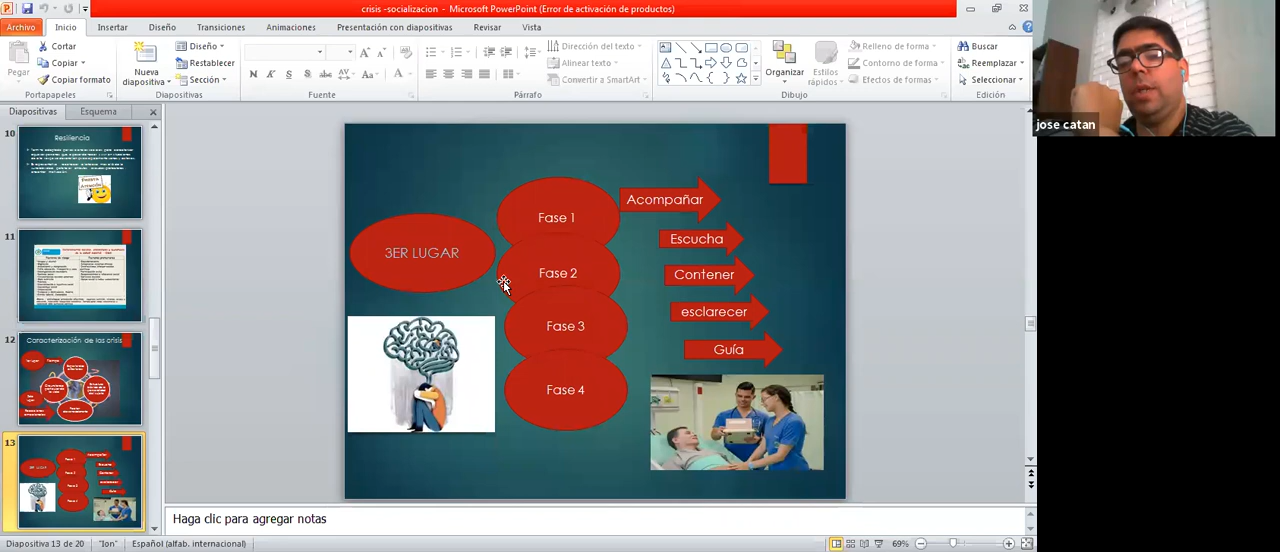 crisis -socializacion - Microsoft PowerPoint (Error de activación de productos)
Archivo Inicio Insertar Diseño Transiciones Animaciones Presentación con diapositivas Revisar Vista
Pegar
Cortar
Copiar
Copiar formato
Portapapeles
Nueva diapositiva
Diseño
Restablecer
Sección
Diapositivas
N K S S abc AV Aa A
Fuente
Párrafo
Dirección del texto
Alinear texto
Convertir a SmartArt
Organizar
Estilos rápidos
Dibujo
Relleno de forma
Contorno de forma
Efectos de formas
Buscar
Reemplazar
Seleccionar
Edición
jose catan
Diapositivas Esquema
10
Resiliencia
11
12
Caracterización de las crisis
13
3ER LUGAR
Fase 1
Fase 2
Fase 3
Fase 4
Acompañar
Escucha
Contener
esclarecer
Guía
Haga clic para agregar notas
Diapositiva 13 de 20 "Ion" Español (alfab. internacional) 69%